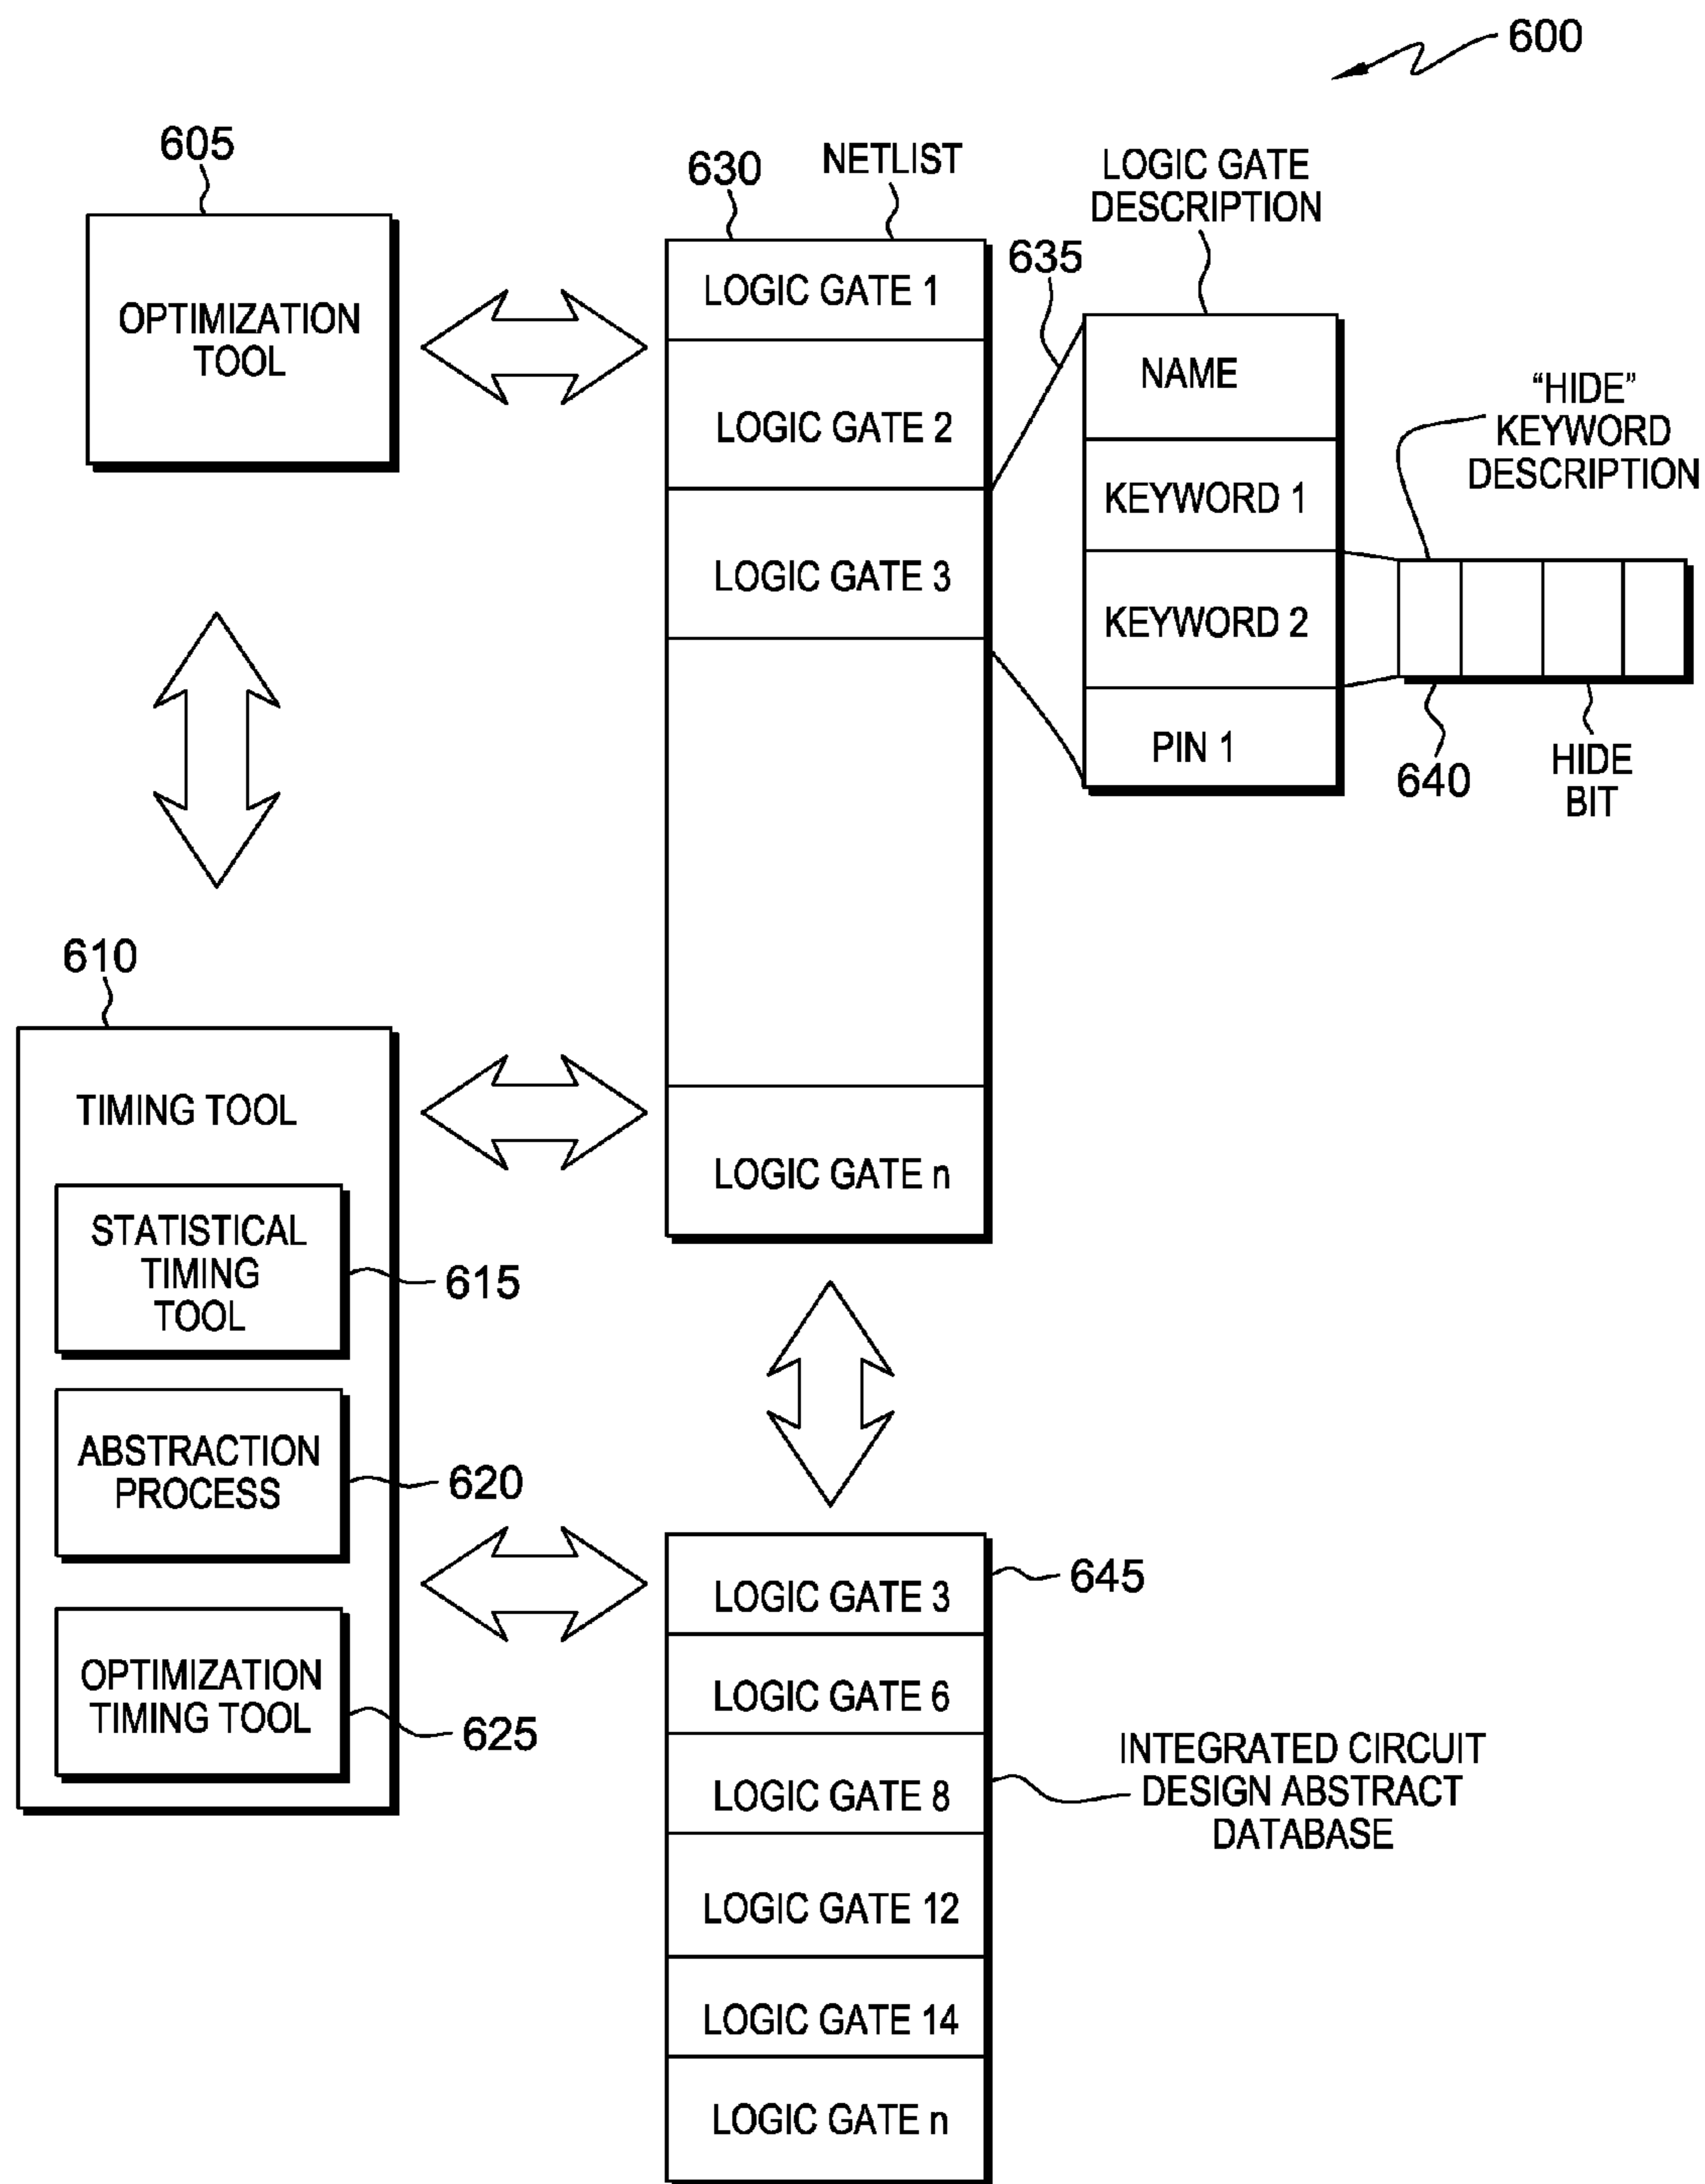 600
605
OPTIMIZATION
TOOL
630
NETLIST
LOGIC GATE 1
LOGIC GATE 2
LOGIC GATE 3
LOGIC GATE n
635
LOGIC GATE
DESCRIPTION
NAME
KEYWORD 1
KEYWORD 2
PIN 1
“HIDE”
KEYWORD
DESCRIPTION
640
HIDE
BIT
610
TIMING TOOL
STATISTICAL
TIMING
TOOL
615
ABSTRACTION
PROCESS
620
OPTIMIZATION
TIMING TOOL
625
LOGIC GATE 3
LOGIC GATE 6
LOGIC GATE 8
LOGIC GATE 12
LOGIC GATE 14
LOGIC GATE n
645
INTEGRATED CIRCUIT
DESIGN ABSTRACT
DATABASE